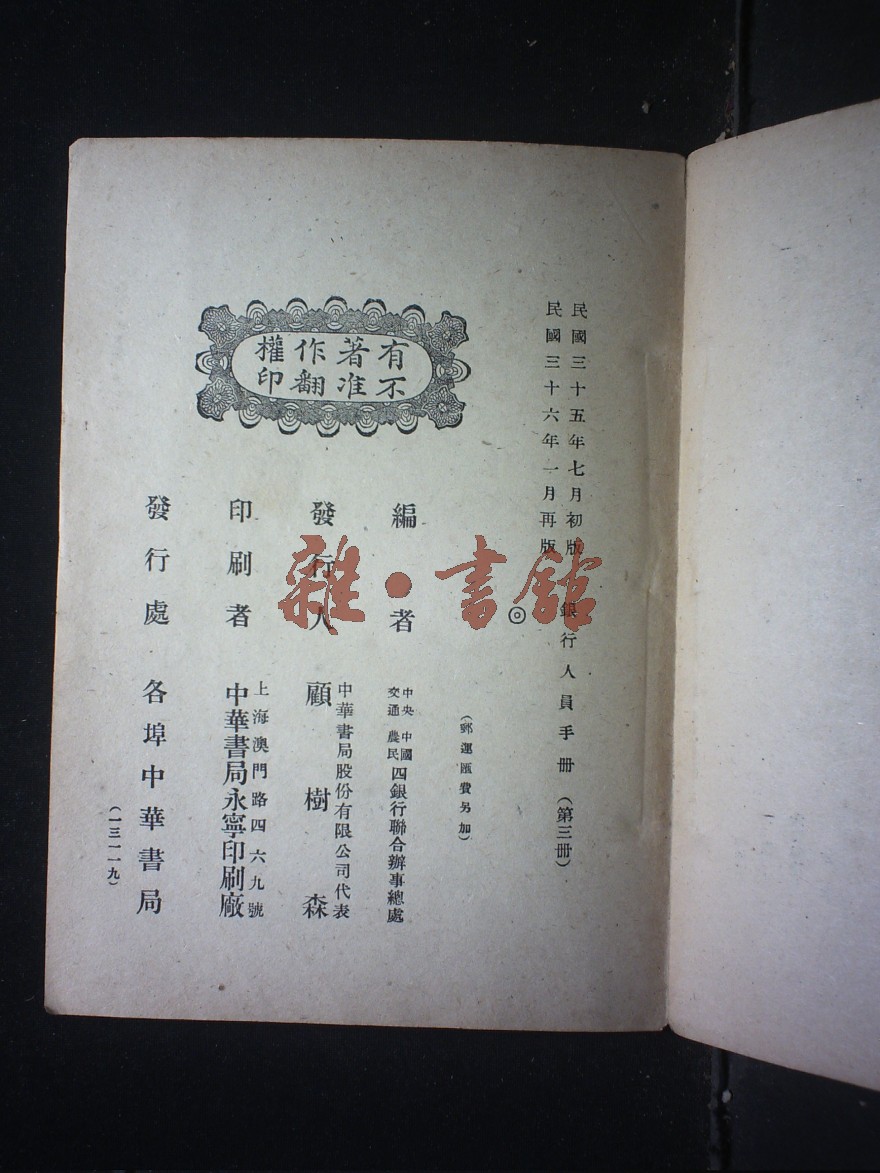 民國三十五年七月初版
民國三十六年一月再版
銀行人員手冊（第三冊）
◎
（郵運匯費另加）
有著作權
不准翻印
編者
中央 中國
交通 農民
四銀行聯合辦事總處
發行人
中華書局股份有限公司代表
顧樹森
印刷者
上海澳門路四六九號
中華書局永寧印刷廠
發行處
各埠中華書局
（一三一一九）
雜·書館